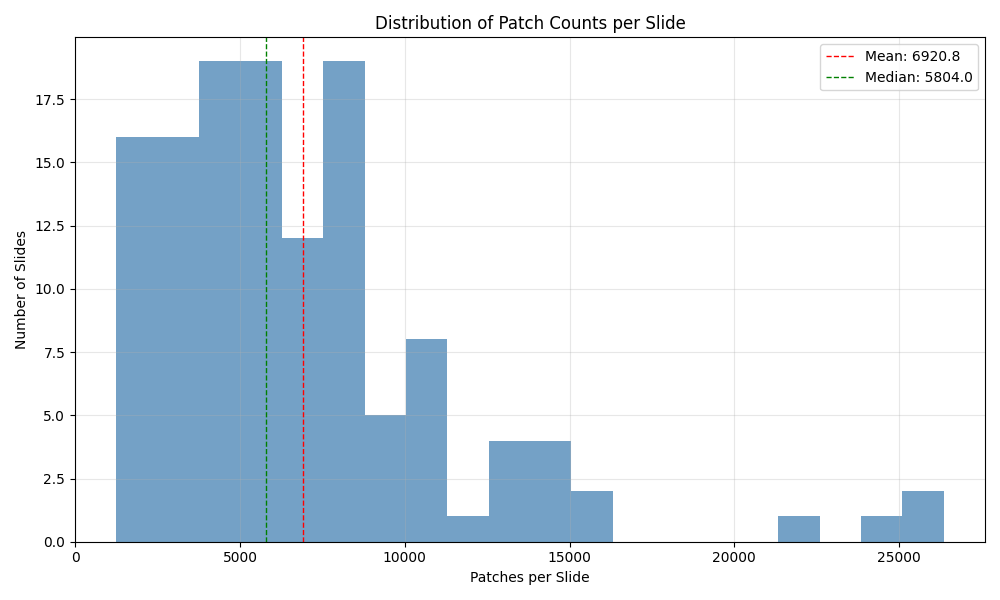 Distribution of Patch Counts per Slide
Mean: 6920.8
Median: 5804.0
Number of Slides
17.5
15.0
12.5
10.0
7.5
5.0
2.5
0.0
0 5000 10000 15000 20000 25000
Patches per Slide